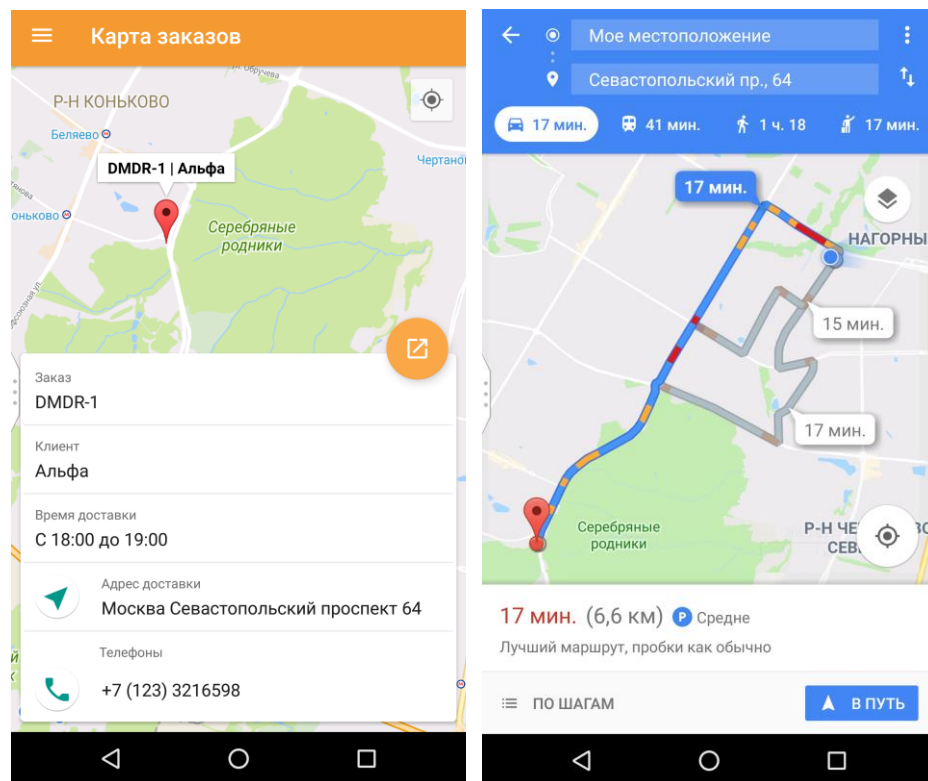 Карта заказов
ул. Обручева
Р-Н КОНЬКОВО
Беляево
DMDR-1 | Альфа
Чертано
оньково
Серебряные
родники
Заказ
DMDR-1
Клиент
Альфа
Время доставки
С 18:00 до 19:00
Адрес доставки
Москва Севастопольский проспект 64
Телефоны
+7 (123) 3216598
Мое местоположение
Севастопольский пр., 64
17 мин.
41 мин.
1 ч. 18
17 мин.
17 мин.
НАГОРНЫ
15 мин.
17 мин.
Серебряные
родники
Р-Н ЧЕ
СЕВ
17 мин. (6,6 км) P Средне
Лучший маршрут, пробки как обычно
ПО ШАГАМ
В ПУТЬ